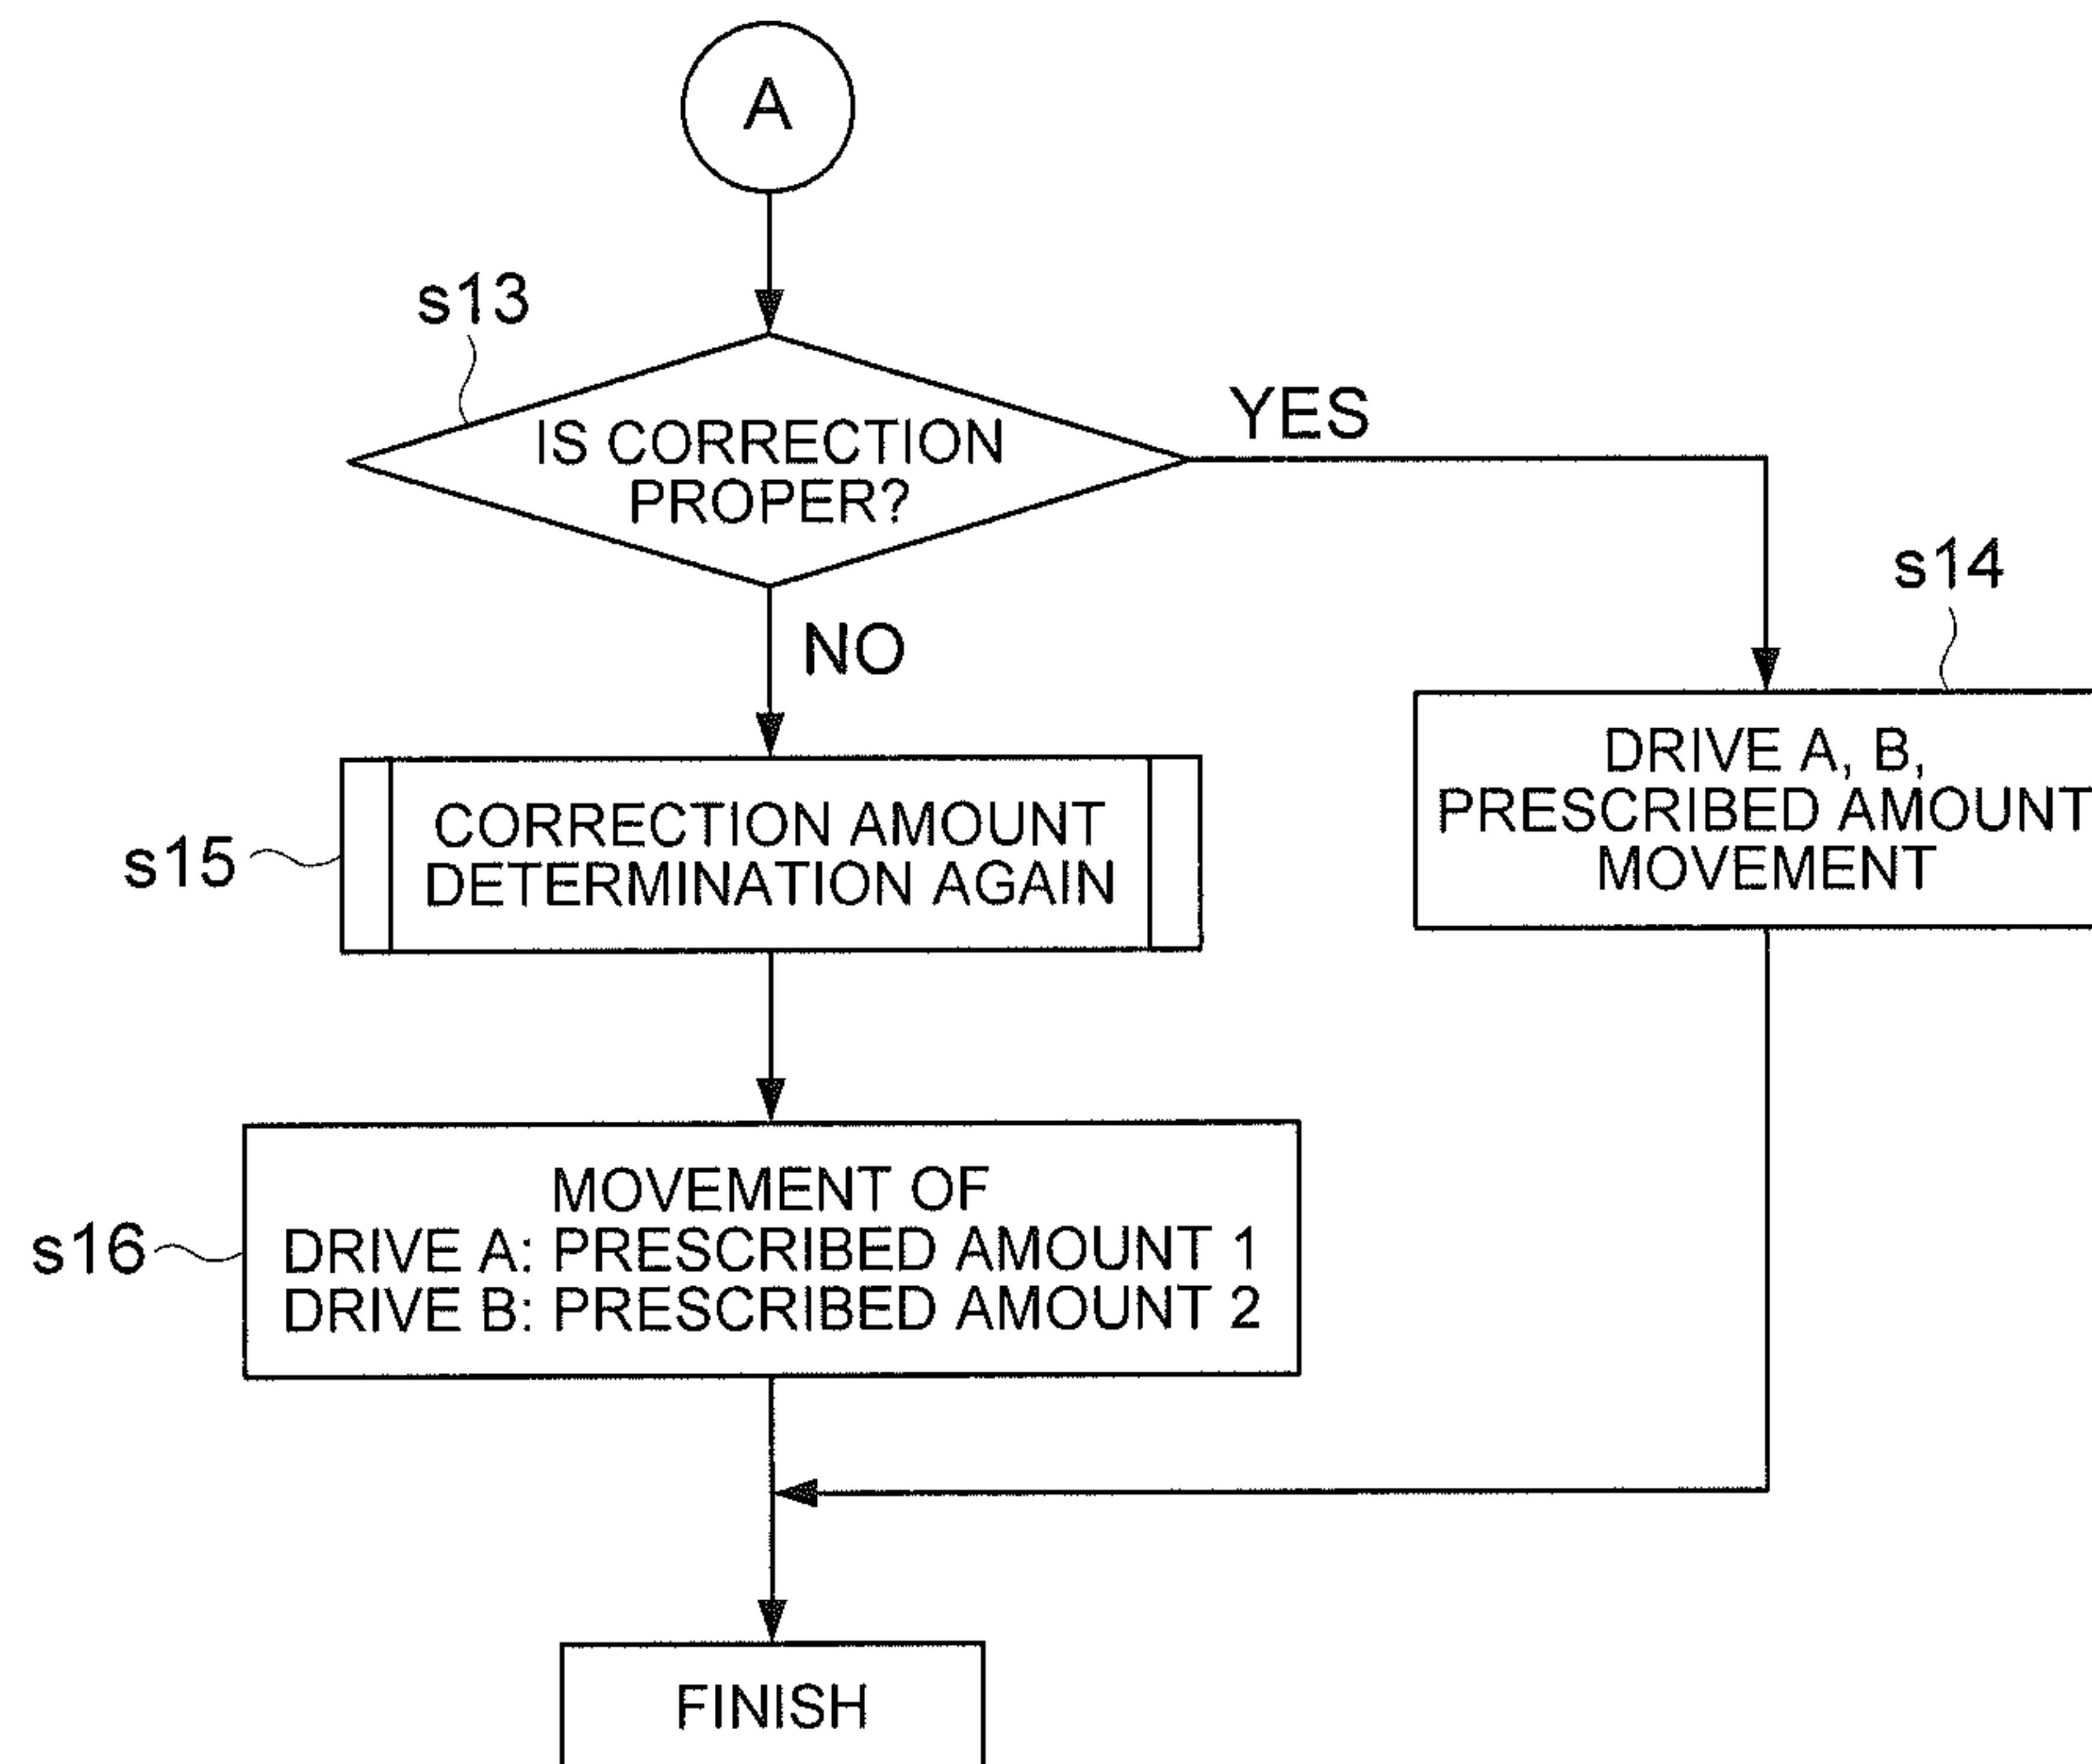 A
s13
IS CORRECTION
PROPER?
YES
NO
s14
DRIVE A, B,
PRESCRIBED AMOUNT
MOVEMENT
s15
CORRECTION AMOUNT
DETERMINATION AGAIN
s16
MOVEMENT OF
DRIVE A: PRESCRIBED AMOUNT 1
DRIVE B: PRESCRIBED AMOUNT 2
FINISH